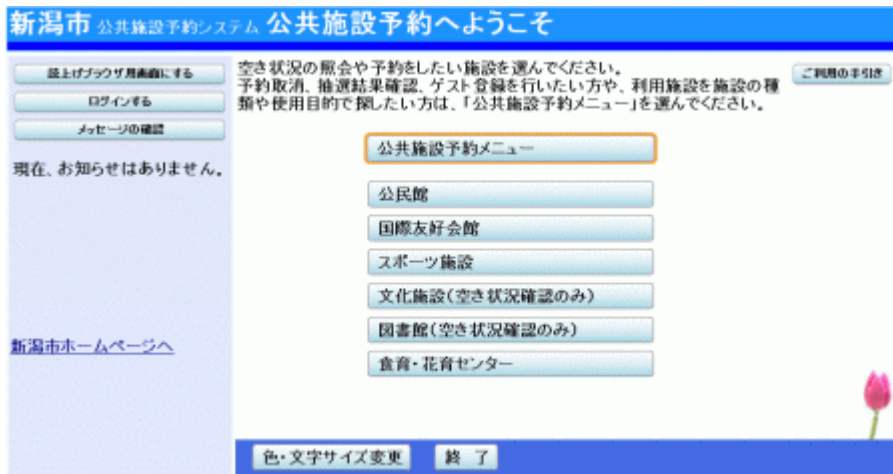 新潟市 公共施設予約システム 公共施設予約へようこそ
読上げブラウザ用画面にする
ログインする
メッセージの確認
現在、お知らせはありません。
新潟市ホームページへ
空き状況の照会や予約をしたい施設を選んでください。
予約取消、抽選結果確認、ゲスト登録を行いたい方や、利用施設を施設の種
類や使用目的で探したい方は、「公共施設予約メニュー」を選んでください。
ご利用の手引き
公共施設予約メニュー
公民館
国際友好会館
スポーツ施設
文化施設(空き状況確認のみ)
図書館(空き状況確認のみ)
食育・花育センター
色・文字サイズ変更
終 了